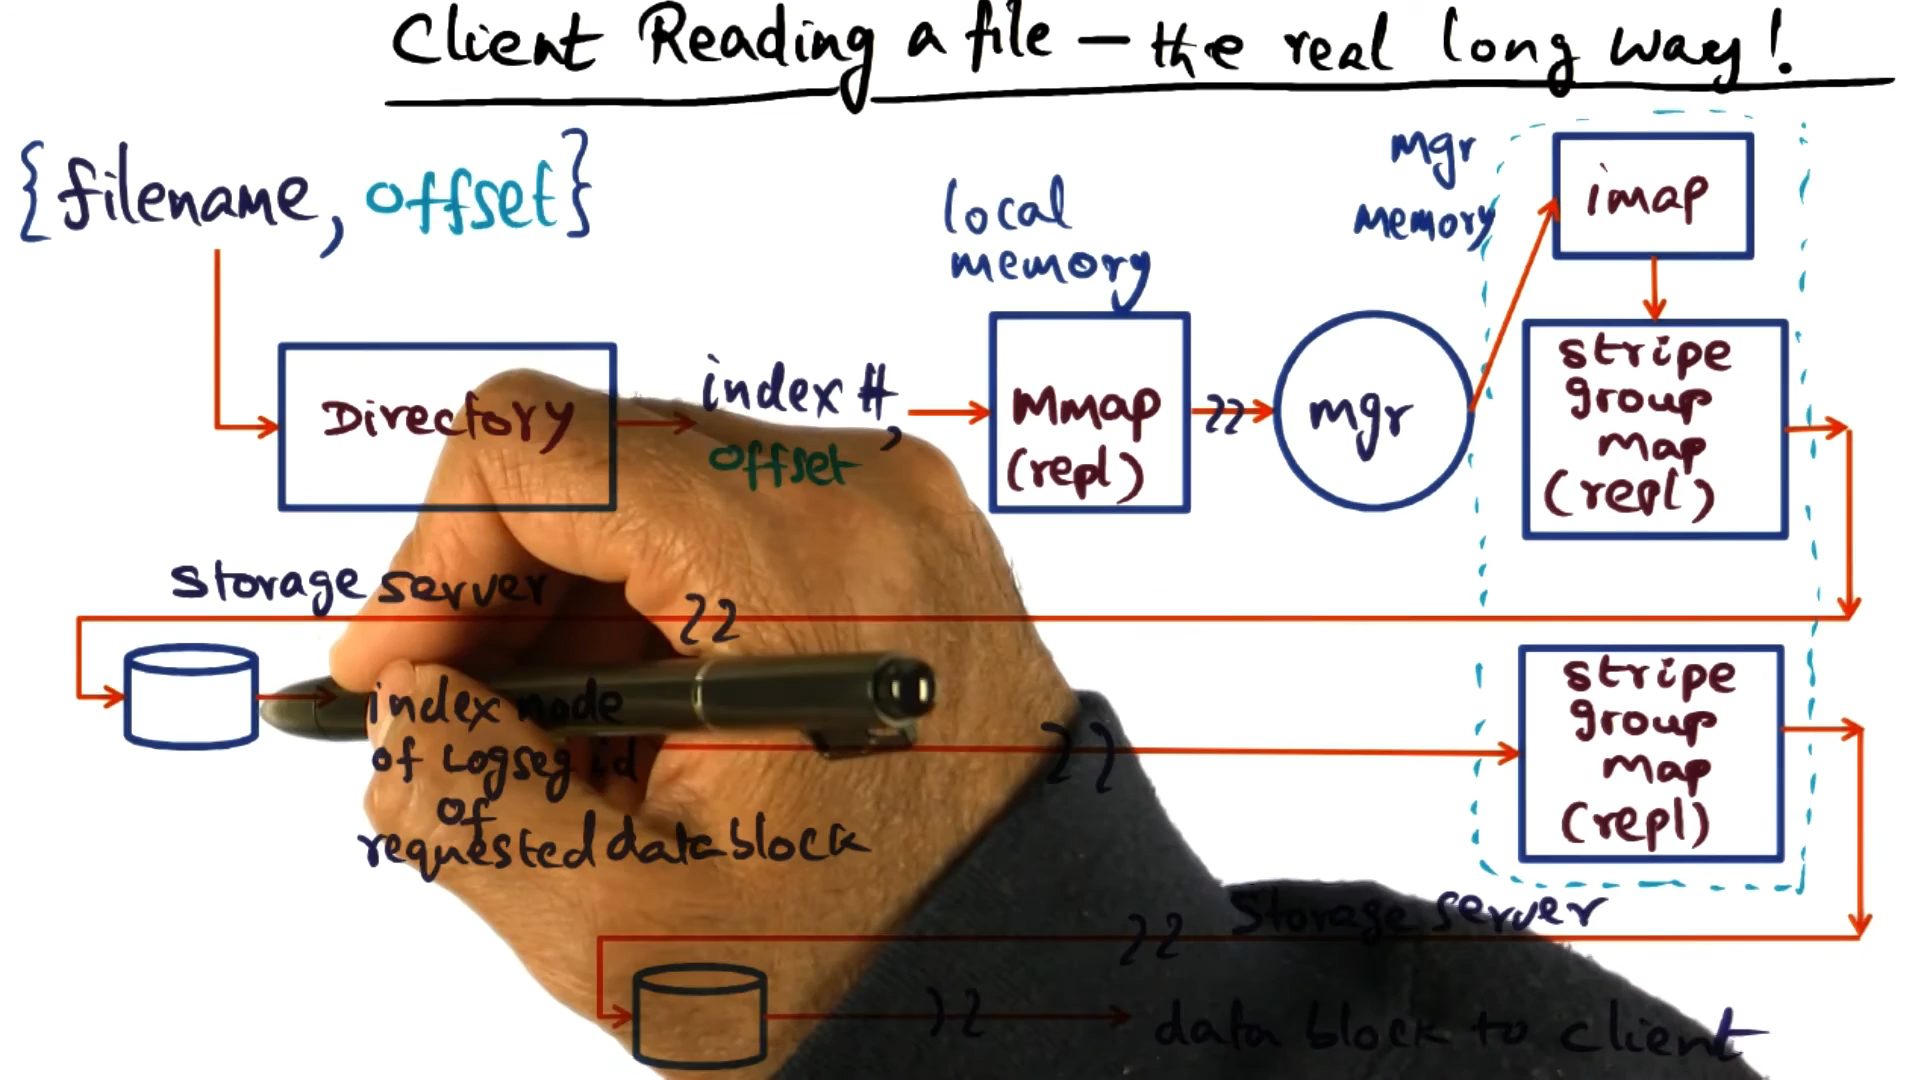 Client Reading a file — the real long way!
{filename, offset}
local
memory
mgr
memory
imap
Directory
index #,
offset
Mmap
(repl)
mgr
stripe
group
map
(repl)
storage server
index node
of Logseg id
of
requested data block
stripe
group
map
(repl)
Storage server
data block to client